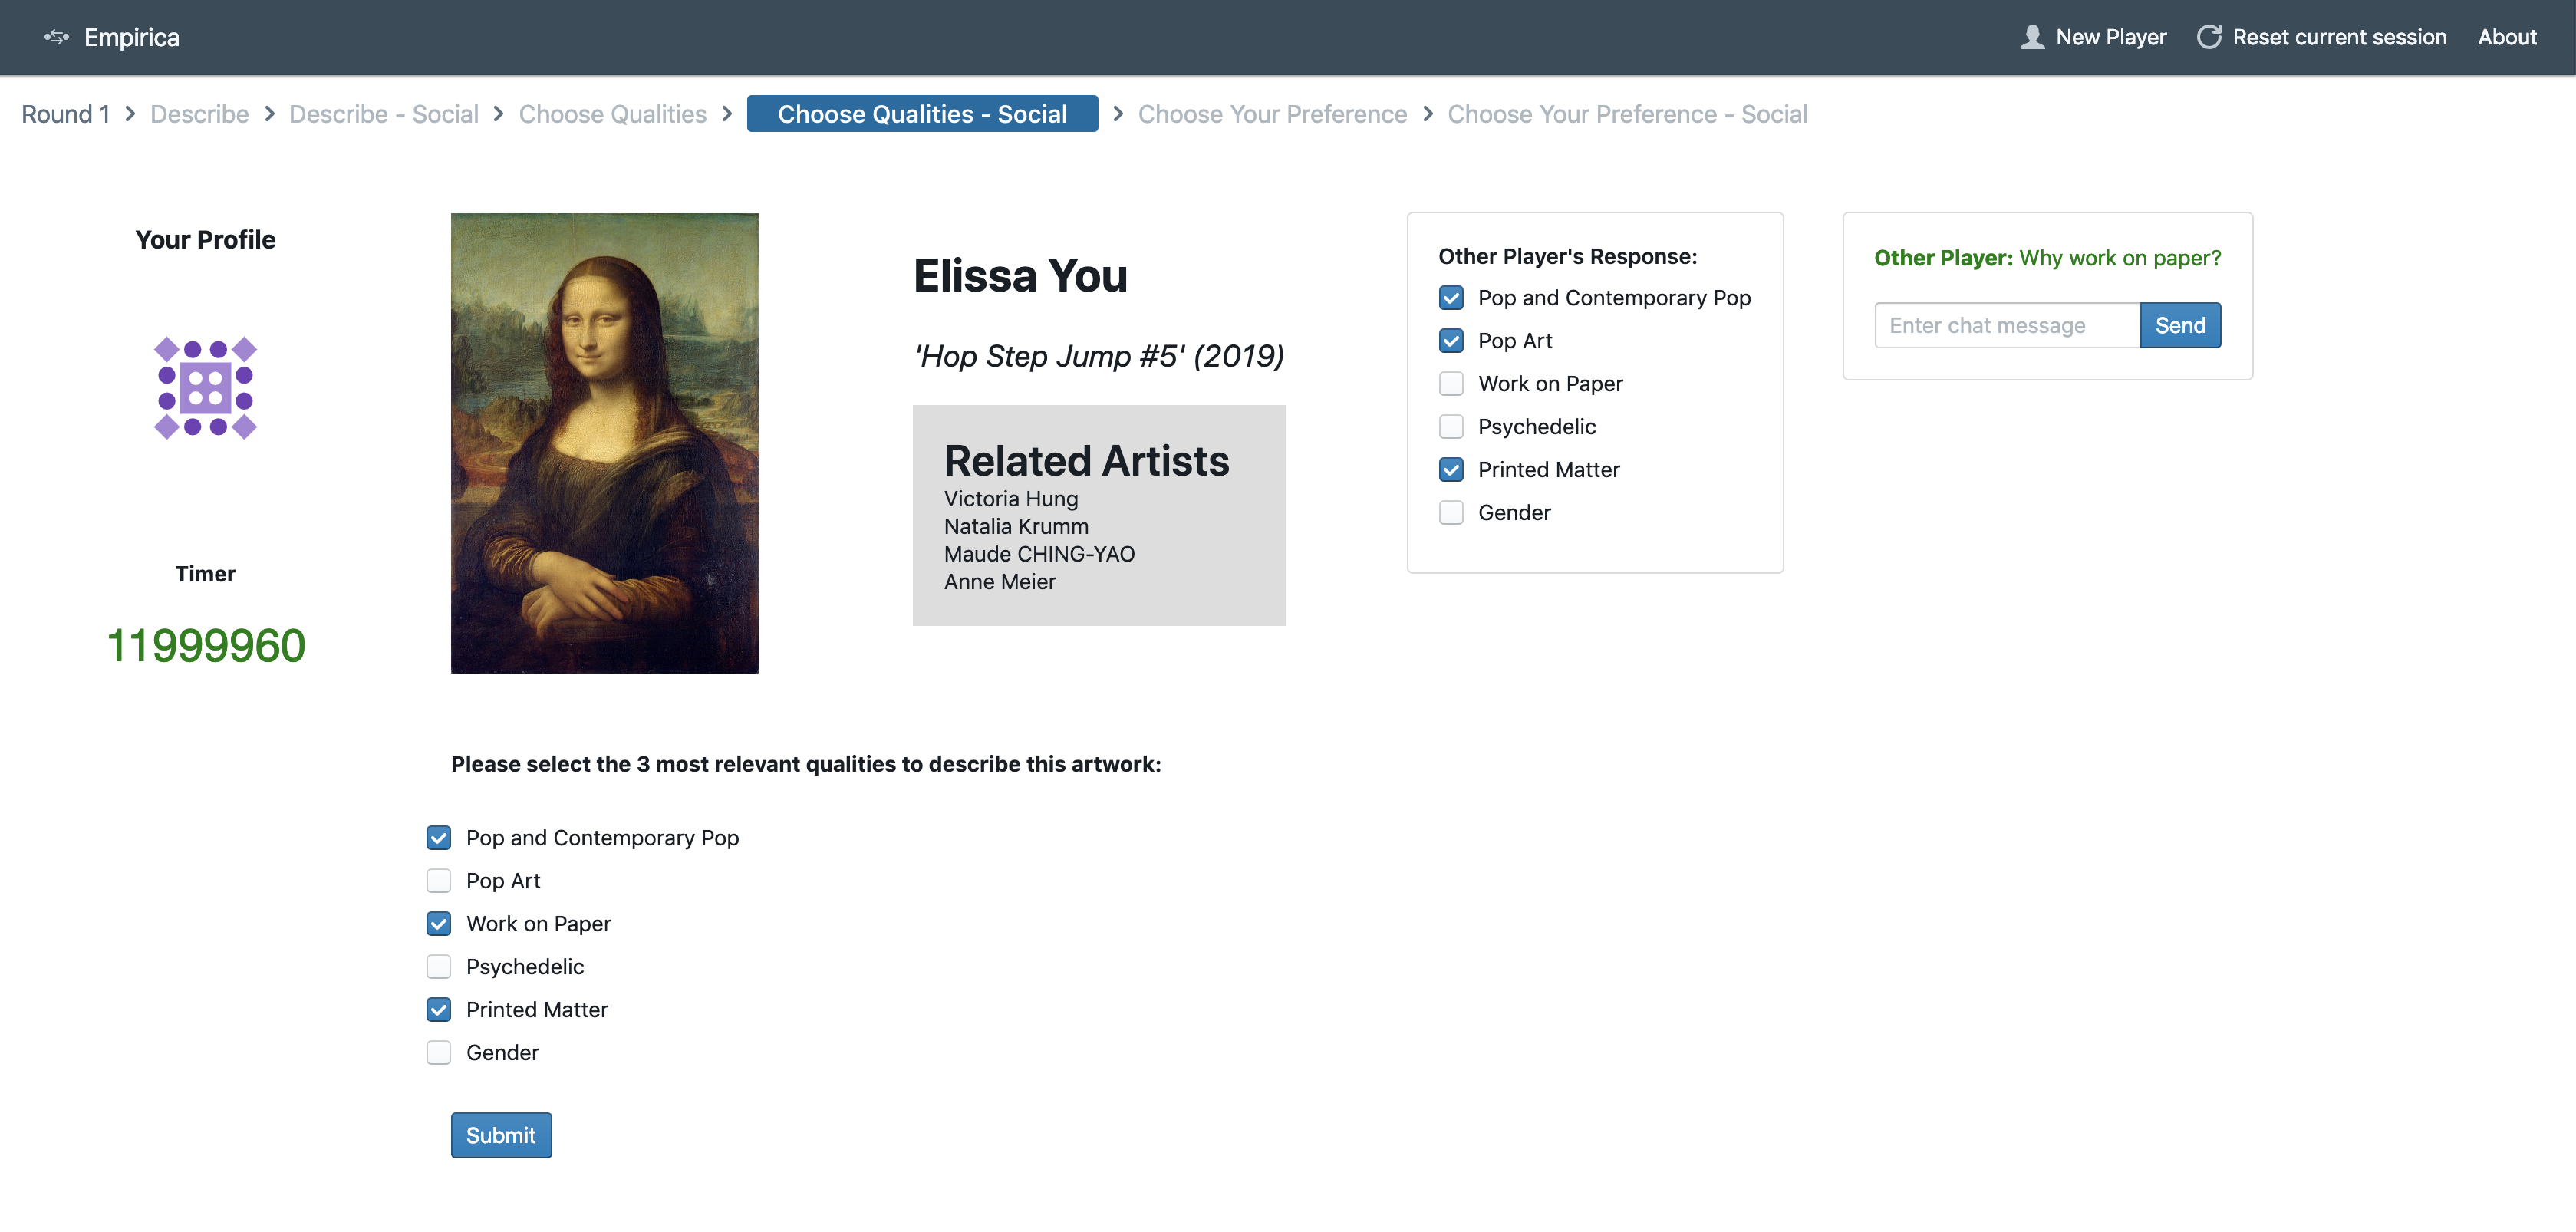 Empirica
New Player
Reset current session
About
Round 1 > Describe > Describe - Social > Choose Qualities > Choose Qualities - Social > Choose Your Preference > Choose Your Preference - Social
Your Profile
Timer
11999960
Elissa You
'Hop Step Jump #5' (2019)
Related Artists
Victoria Hung
Natalia Krumm
Maude CHING-YAO
Anne Meier
Other Player's Response:
Pop and Contemporary Pop
Pop Art
Work on Paper
Psychedelic
Printed Matter
Gender
Other Player: Why work on paper?
Enter chat message
Send
Please select the 3 most relevant qualities to describe this artwork:
Pop and Contemporary Pop
Pop Art
Work on Paper
Psychedelic
Printed Matter
Gender
Submit